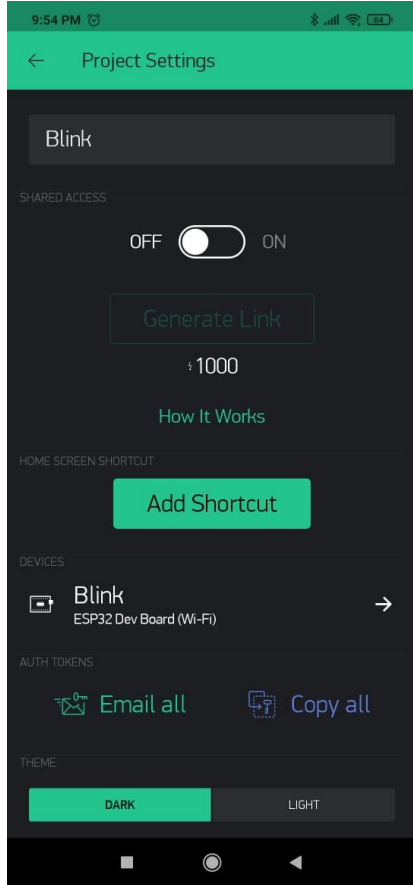 9:54 PM 64
Project Settings
Blink
SHARED ACCESS
OFF ON
Generate Link
1000
How It Works
HOME SCREEN SHORTCUT
Add Shortcut
DEVICES
Blink
ESP32 Dev Board (Wi-Fi)
AUTH TOKENS
Email all Copy all
THEME
DARK LIGHT